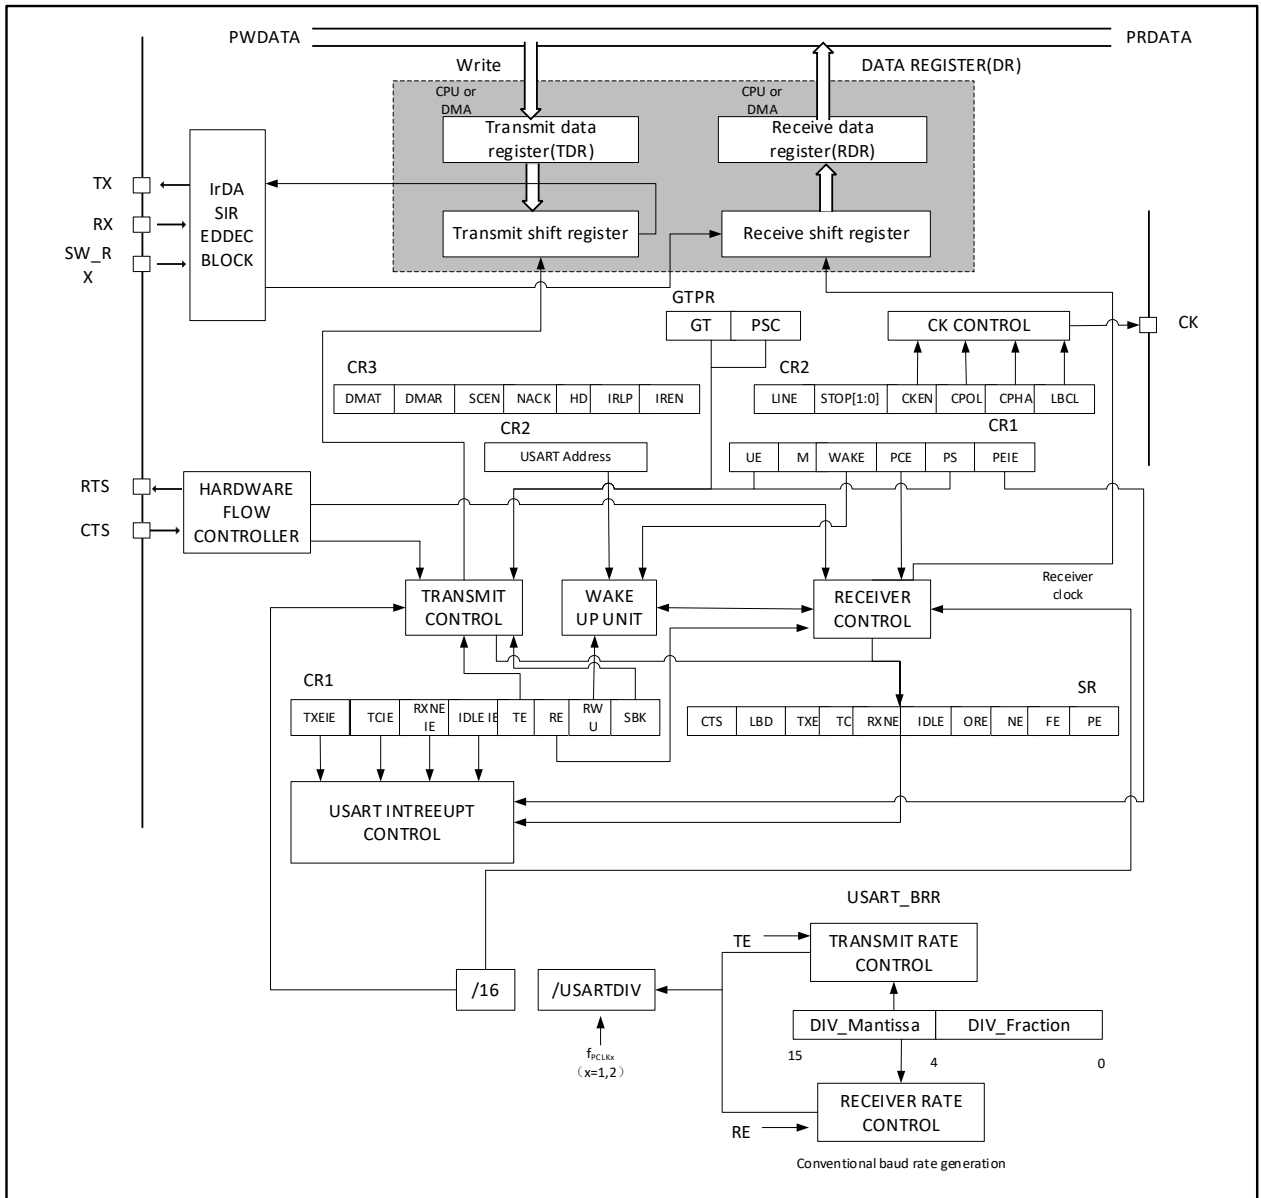 PWDATA
PRDATA
Write
DATA REGISTER(DR)
CPU or
DMA
CPU or
DMA
Transmit data
register(TDR)
Receive data
register(RDR)
TX
RX
SW_R
X
IrDA
SIR
EDDEC
BLOCK
Transmit shift register
Receive shift register
GTPR
GT
PSC
CK CONTROL
CK
CR3
CR2
DMAT
DMAR
SCEN
NACK
HD
IRLP
IREN
LINE
STOP[1:0]
CKEN
CPOL
CPHA
LBCL
CR2
CR1
USART Address
UE
M
WAKE
PCE
PS
PEIE
RTS
CTS
HARDWARE
FLOW
CONTROLLER
TRANSMIT
CONTROL
WAKE
UP UNIT
RECEIVER
CONTROL
Receiver
clock
CR1
SR
TXEIE
TCIE
RXNE
IE
IDLE IE
TE
RE
RW
U
SBK
CTS
LBD
TXE
TC
RXNE
IDLE
ORE
NE
FE
PE
USART INTREEUPT
CONTROL
USART_BRR
TE
TRANSMIT RATE
CONTROL
/16
/USARTDIV
DIV_Mantissa
DIV_Fraction
fPCLKx
（x=1,2）
15
4
0
RECEIVER RATE
CONTROL
RE
Conventional baud rate generation